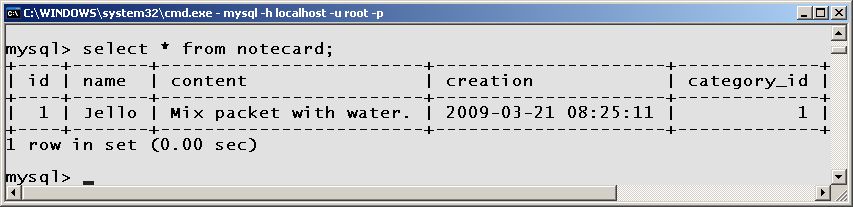 C:\WINDOWS\system32\cmd.exe - mysql -h localhost -u root -p
mysql> select * from notecard;
+----+-------+-------------------------+---------------------+-------------+
| id | name | content | creation | category_id |
+----+-------+-------------------------+---------------------+-------------+
| 1 | Jello | Mix packet with water. | 2009-03-21 08:25:11 | 1 |
+----+-------+-------------------------+---------------------+-------------+
1 row in set (0.00 sec)
mysql> _